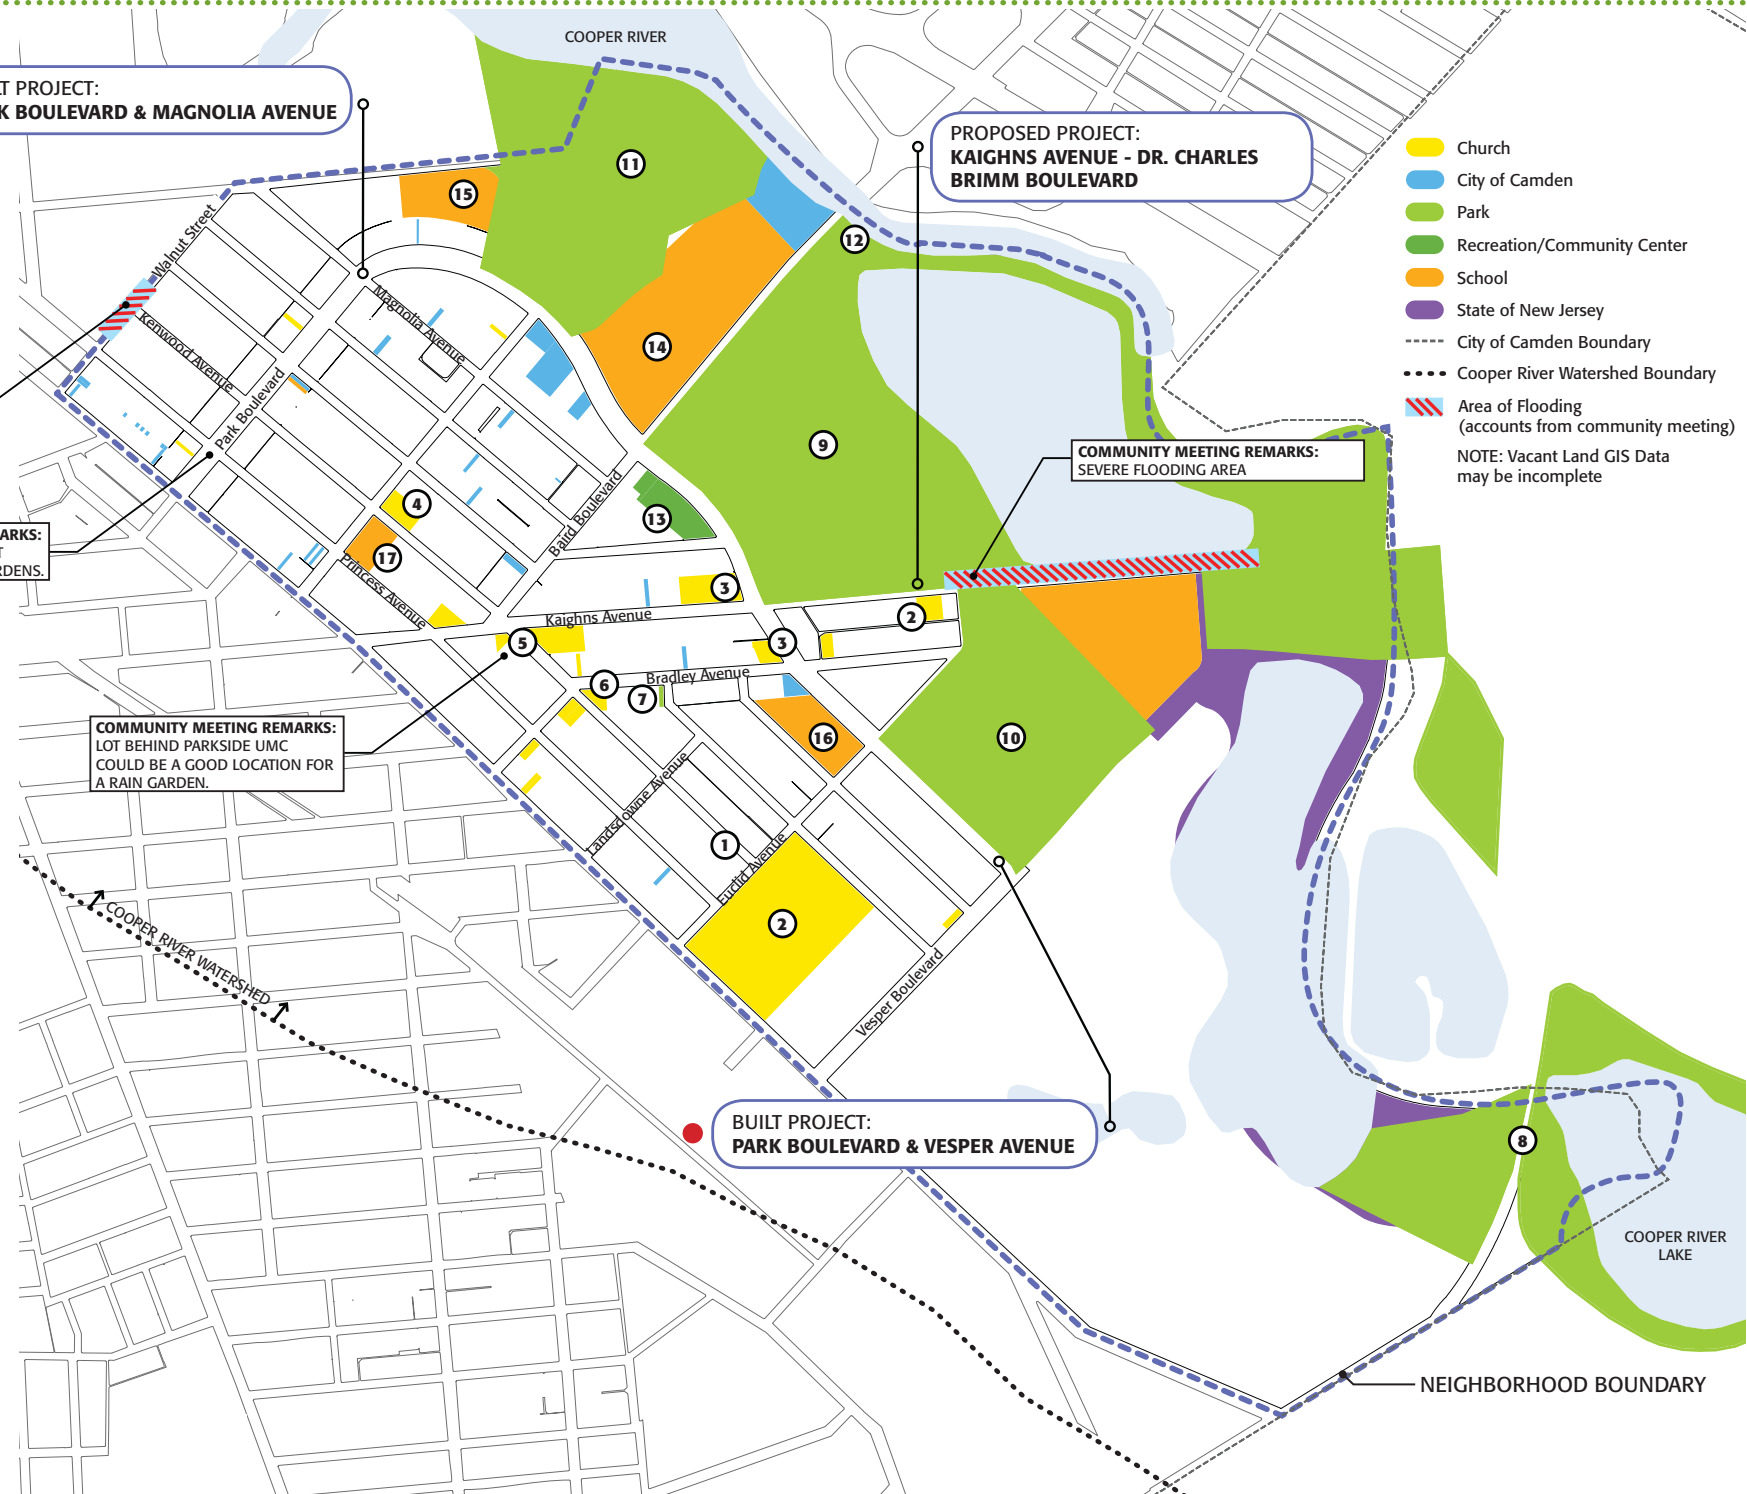 COOPER RIVER
LT PROJECT:
K BOULEVARD & MAGNOLIA AVENUE
PROPOSED PROJECT:
KAIGHNS AVENUE - DR. CHARLES
BRIMM BOULEVARD
Church
City of Camden
Park
Recreation/Community Center
School
State of New Jersey
City of Camden Boundary
Cooper River Watershed Boundary
Area of Flooding
(accounts from community meeting)
NOTE: Vacant Land GIS Data
may be incomplete
11
15
12
Walnut Street
Magnolia Avenue
Kenwood Avenue
14
Park Boulevard
9
COMMUNITY MEETING REMARKS:
SEVERE FLOODING AREA
4
13
Baird Boulevard
17
ARKS:
T
RDENS.
Princess Avenue
3
Kaighns Avenue
2
5
3
Bradley Avenue
6
7
16
10
COMMUNITY MEETING REMARKS:
LOT BEHIND PARKSIDE UMC
COULD BE A GOOD LOCATION FOR
A RAIN GARDEN.
Landsdowne Avenue
1
Euclid Avenue
2
Vesper Boulevard
COOPER RIVER WATERSHED
BUILT PROJECT:
PARK BOULEVARD & VESPER AVENUE
8
COOPER RIVER
LAKE
NEIGHBORHOOD BOUNDARY